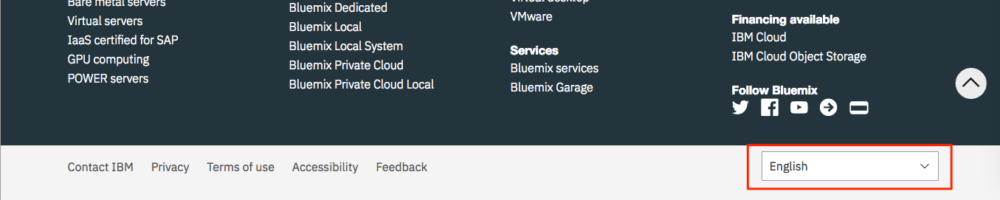 Bare metal servers
Virtual servers
IaaS certified for SAP
GPU computing
POWER servers
Bluemix Dedicated
Bluemix Local
Bluemix Local System
Bluemix Private Cloud
Bluemix Private Cloud Local
Virtual desktop
VMware
Services
Bluemix services
Bluemix Garage
Financing available
IBM Cloud
IBM Cloud Object Storage
Follow Bluemix
Contact IBM Privacy Terms of use Accessibility Feedback
English